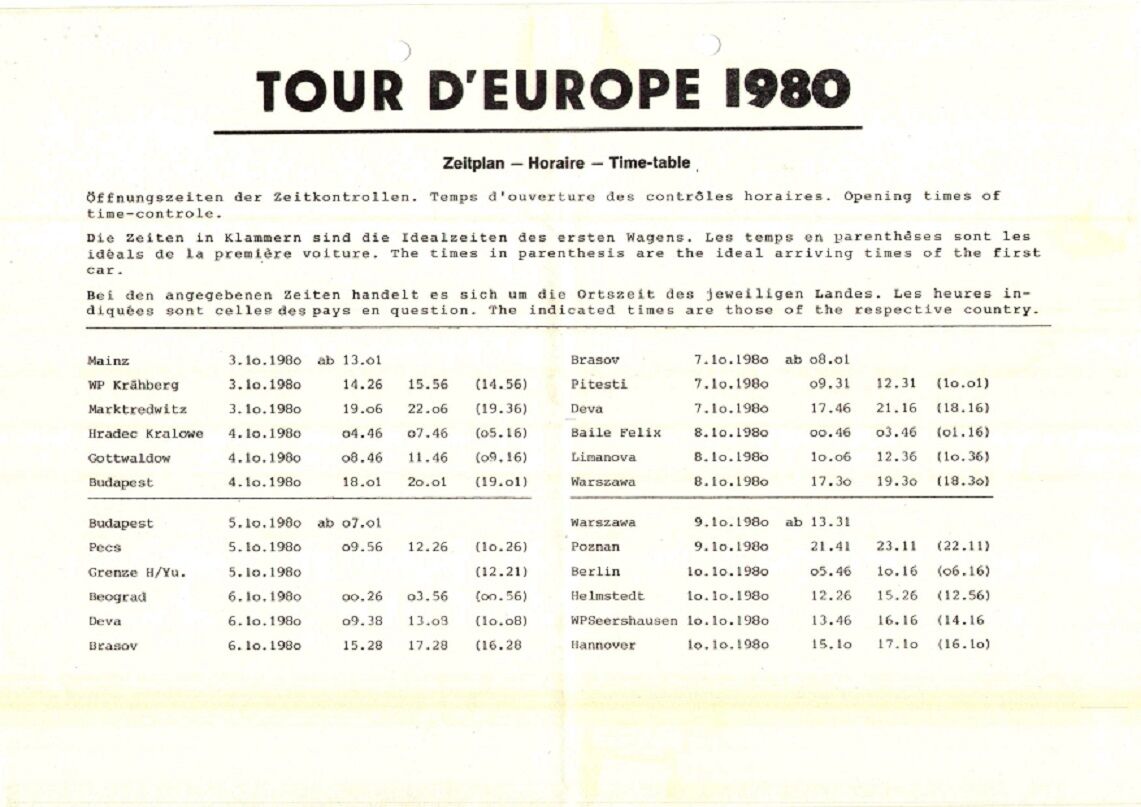 TOUR D'EUROPE 1980
Zeitplan — Horaire — Time-table
Öffnungszeiten der Zeitkontrollen. Temps d'ouverture des contrôles horaires. Opening times of
time-controle.
Die Zeiten in Klammern sind die Idealzeiten des ersten Wagens. Les temps en parenthêses sont les
idéals de la première voiture. The times in parenthesis are the ideal arriving times of the first
car.
Bei den angegebenen Zeiten handelt es sich um die Ortszeit des jeweiligen Landes. Les heures in-
diquées sont celles des pays en question. The indicated times are those of the respective country.
Mainz 3.1o.198o ab 13.o1
WP Krähberg 3.1o.198o 14.26 15.56 (14.56)
Marktredwitz 3.1o.198o 19.o6 22.o6 (19.36)
Hradec Kralowe 4.1o.198o o4.46 o7.46 (o5.16)
Gottwaldow 4.1o.198o o8.46 11.46 (o9.16)
Budapest 4.1o.198o 18.o1 2o.o1 (19.o1)
Budapest 5.1o.198o ab o7.o1
Pecs 5.1o.198o o9.56 12.26 (1o.26)
Grenze H/Yu. 5.1o.198o (12.21)
Beograd 6.1o.198o oo.26 o3.56 (oo.56)
Deva 6.1o.198o o9.38 13.o8 (1o.o8)
Brasov 6.1o.198o 15.28 17.28 (16.28
Brasov 7.1o.198o ab o8.o1
Pitesti 7.1o.198o o9.31 12.31 (1o.o1)
Deva 7.1o.198o 17.46 21.16 (18.16)
Baile Felix 8.1o.198o oo.46 o3.46 (o1.16)
Limanova 8.1o.198o 1o.o6 12.36 (1o.36)
Warszawa 8.1o.198o 17.3o 19.3o (18.3o)
Warszawa 9.1o.198o ab 13.31
Poznan 9.1o.198o 21.41 23.11 (22.11)
Berlin 1o.1o.198o o5.46 1o.16 (o6.16)
Helmstedt 1o.1o.198o 12.26 15.26 (12.56)
WPSeershausen 1o.1o.198o 13.46 16.16 (14.16
Hannover 1o.1o.198o 15.1o 17.1o (16.1o)